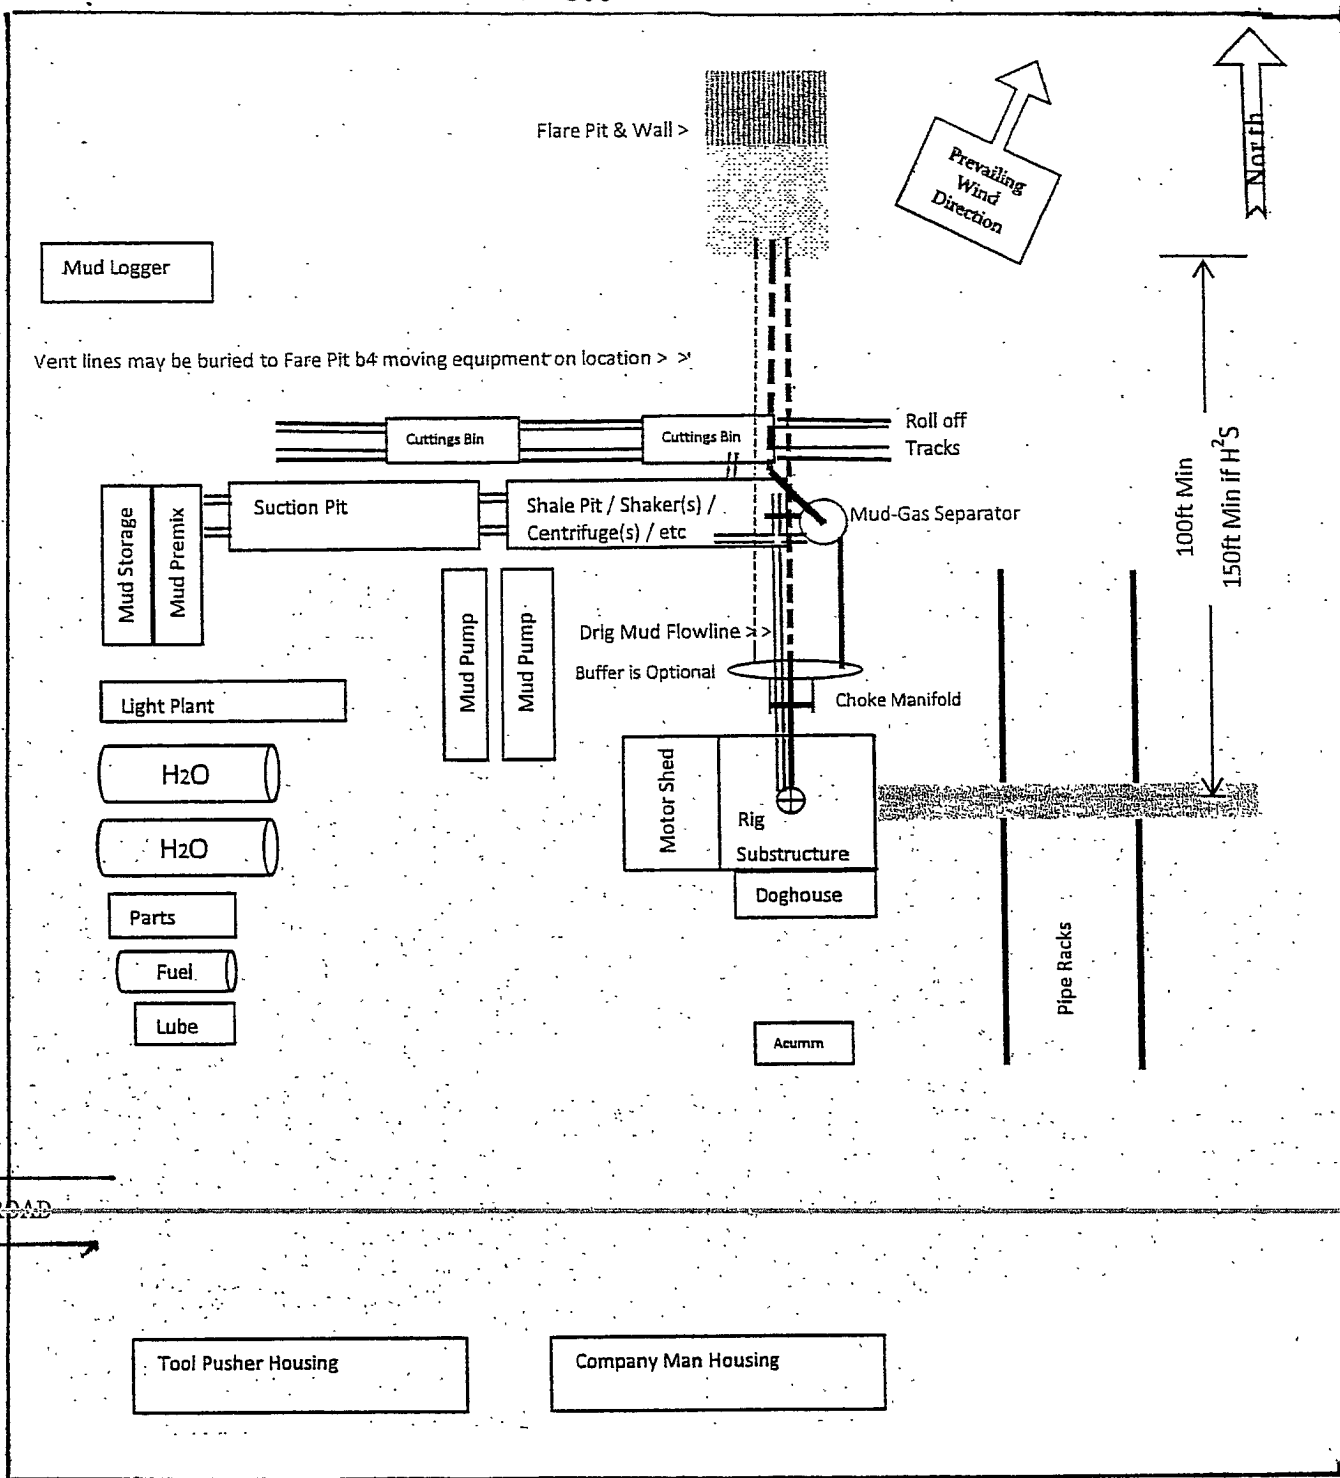 North
Flare Pit & Wall >
Prevailing
Wind
Direction
Mud Logger
Vent lines may be buried to Fare Pit b4 moving equipment on location > >
100ft Min
150ft Min if H²S
Cuttings Bin
Cuttings Bin
Roll off
Tracks
Mud Storage
Mud Premix
Suction Pit
Shale Pit / Shaker(s) /
Centrifuge(s) / etc
Mud-Gas Separator
Mud Pump
Mud Pump
Drlg Mud Flowline > >
Buffer is Optional
Choke Manifold
Light Plant
H2O
H2O
Motor Shed
Rig
Substructure
Doghouse
Parts
Fuel
Lube
Pipe Racks
Acumm
ROAD
Tool Pusher Housing
Company Man Housing